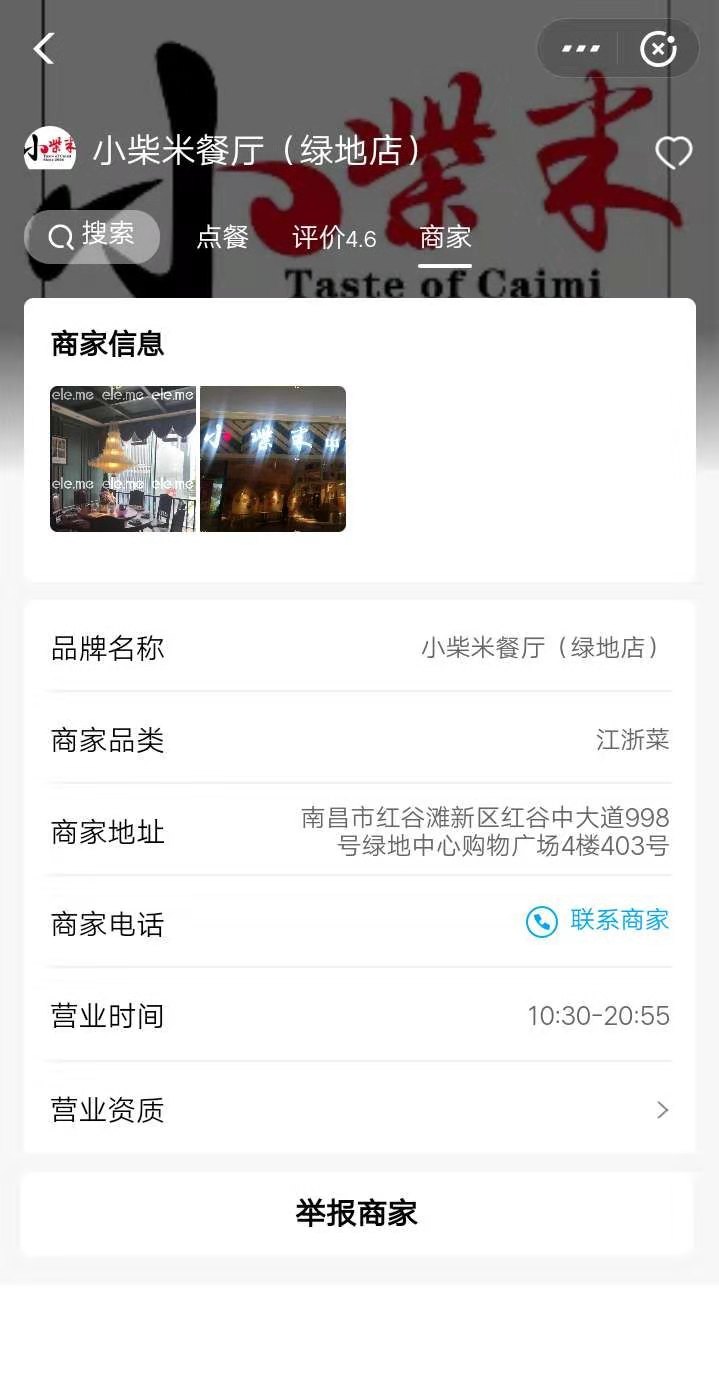 小柴米
Taste of Caimi
小柴米餐厅（绿地店）
搜索
点餐
评价4.6
商家
商家信息
ele.me ele.me ele.me
ele.me ele.me ele.me
小柴米
品牌名称
小柴米餐厅（绿地店）
商家品类
江浙菜
商家地址
南昌市红谷滩新区红谷中大道998
号绿地中心购物广场4楼403号
商家电话
联系商家
营业时间
10:30-20:55
营业资质
举报商家